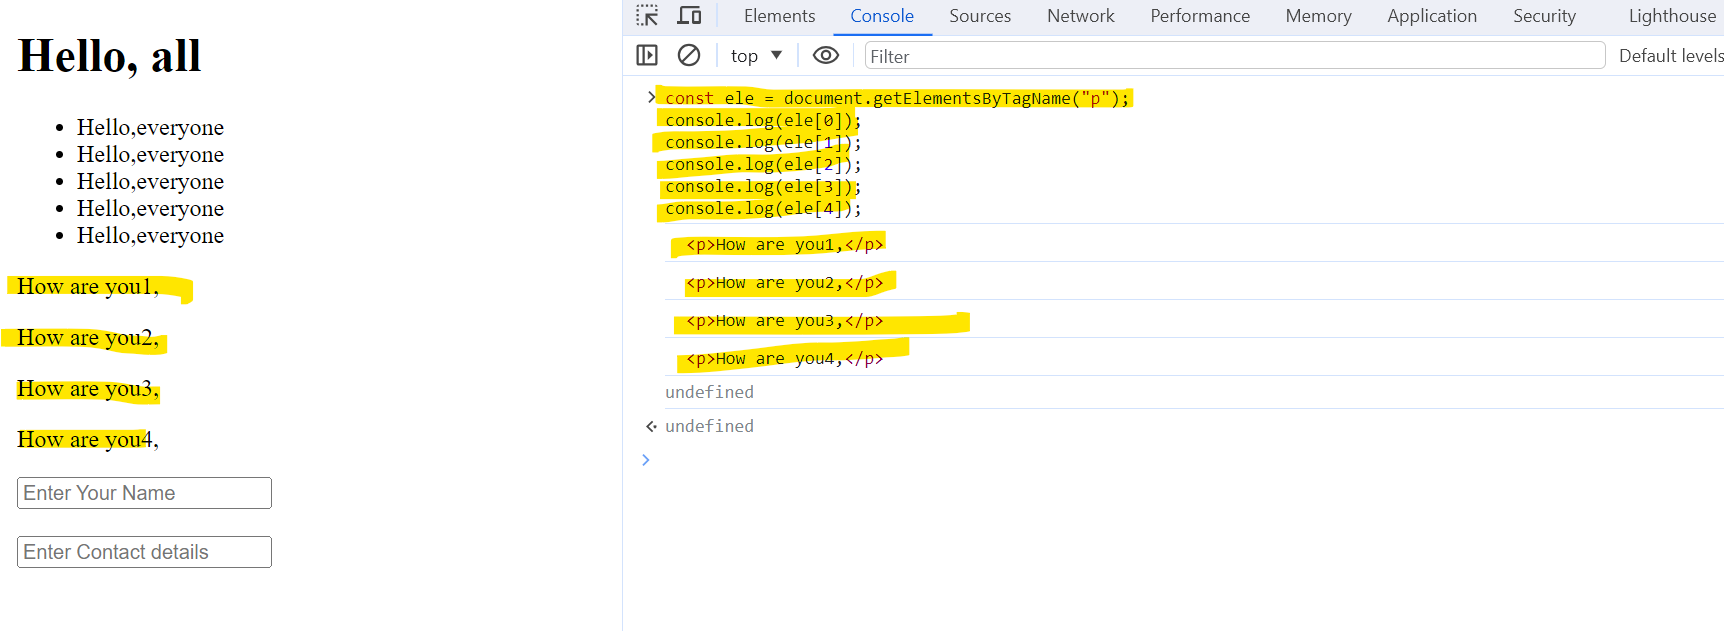 Hello, all
Hello,everyone
Hello,everyone
Hello,everyone
Hello,everyone
Hello,everyone
How are you1,
How are you2,
How are you3,
How are you4,
Enter Your Name
Enter Contact details
Elements Console Sources Network Performance Memory Application Security Lighthouse
top Filter Default levels
const ele = document.getElementsByTagName("p");
console.log(ele[0]);
console.log(ele[1]);
console.log(ele[2]);
console.log(ele[3]);
console.log(ele[4]);
<p>How are you1,</p>
<p>How are you2,</p>
<p>How are you3,</p>
<p>How are you4,</p>
undefined
undefined